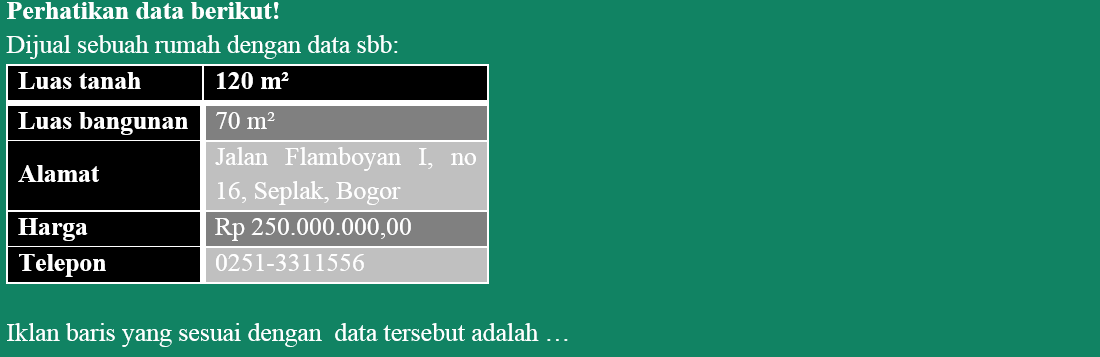 Perhatikan data berikut!
Dijual sebuah rumah dengan data sbb:
Luas tanah 120 m²
Luas bangunan 70 m²
Alamat Jalan Flamboyan I, no
16, Seplak, Bogor
Harga Rp 250.000.000,00
Telepon 0251-3311556
Iklan baris yang sesuai dengan data tersebut adalah …